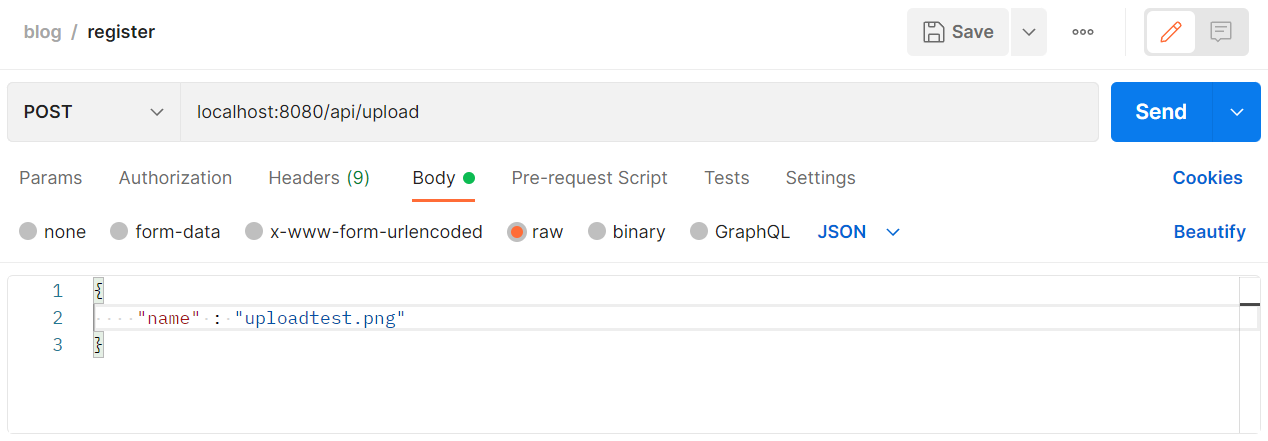 blog / register Save
POST localhost:8080/api/upload Send
Params Authorization Headers (9) Body Pre-request Script Tests Settings Cookies
none form-data x-www-form-urlencoded raw binary GraphQL JSON Beautify
1 {
2 "name" : "uploadtest.png"
3 }